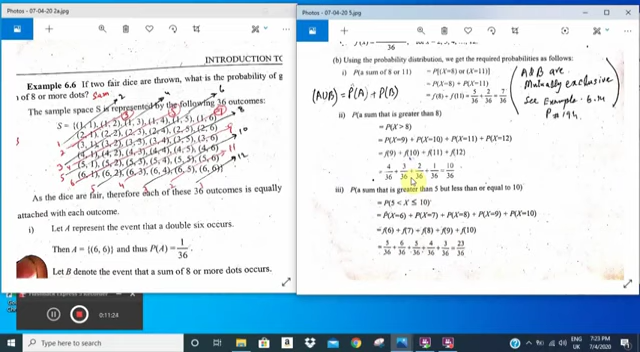 Photos - 07-04-20 2a.jpg
INTRODUCTION TO
Example 6.6 If two fair dice are thrown, what is the probability of g
of 8 or more dots? Sum
The sample space S is represented by the following 36 outcomes:
S = {(1, 1), (1, 2), (1, 3), (1, 4), (1, 5), (1, 6)
(2, 1), (2, 2), (2, 3), (2, 4), (2, 5), (2, 6)
(3, 1), (3, 2), (3, 3), (3, 4), (3, 5), (3, 6)
(4, 1), (4, 2), (4, 3), (4, 4), (4, 5), (4, 6)
(5, 1), (5, 2), (5, 3), (5, 4), (5, 5), (5, 6)
(6, 1), (6, 2), (6, 3), (6, 4), (6, 5), (6, 6)}
As the dice are fair, therefore each of these 36 outcomes is equally
attached with each outcome.
i) Let A represent the event that a double six occurs.
Then A = {(6, 6)} and thus P(A) = 1/36.
Let B denote the event that a sum of 8 or more dots occurs.
Photos - 07-04-20 5.jpg
36
(b) Using the probability distribution, we get the required probabilities as follows:
i) P(a sum of 8 or 11) = P[(X=8) or (X=11)]
= P(X=8) + P(X=11)
= f(8) + f(11) = 5/36 + 2/36 = 7/36
(AUB) = P(A) + P(B)
A&B are
Mutually exclusive
See Example 6.14
P# 194
ii) P(a sum that is greater than 8)
= P(X > 8)
= P(X=9) + P(X=10) + P(X=11) + P(X=12)
= f(9) + f(10) + f(11) + f(12)
= 4/36 + 3/36 + 2/36 + 1/36 = 10/36
iii) P(a sum that is greater than 5 but less than or equal to 10)
= P(5 < X ≤ 10)
= P(X=6) + P(X=7) + P(X=8) + P(X=9) + P(X=10)
= f(6) + f(7) + f(8) + f(9) + f(10)
= 5/36 + 6/36 + 5/36 + 4/36 + 3/36 = 23/36
0:11:24
Type here to search
ENG
UK
7:23 PM
7/4/2020